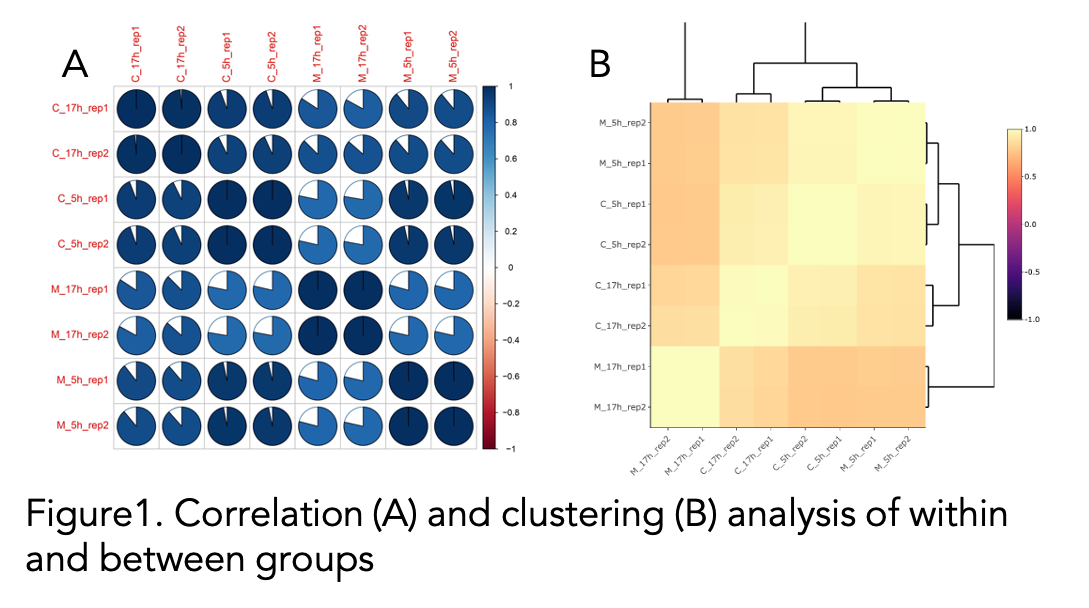 A
C_17h_rep1
C_17h_rep2
C_5h_rep1
C_5h_rep2
M_17h_rep1
M_17h_rep2
M_5h_rep1
M_5h_rep2
C_17h_rep1
C_17h_rep2
C_5h_rep1
C_5h_rep2
M_17h_rep1
M_17h_rep2
M_5h_rep1
M_5h_rep2
1
0.8
0.6
0.4
0.2
0
−0.2
−0.4
−0.6
−0.8
−1
B
M_5h_rep2
M_5h_rep1
C_5h_rep1
C_5h_rep2
C_17h_rep1
C_17h_rep2
M_17h_rep1
M_17h_rep2
M_17h_rep2
M_17h_rep1
C_17h_rep2
C_17h_rep1
C_5h_rep2
C_5h_rep1
M_5h_rep1
M_5h_rep2
1.0
0.5
0.0
-0.5
-1.0
Figure1. Correlation (A) and clustering (B) analysis of within
and between groups